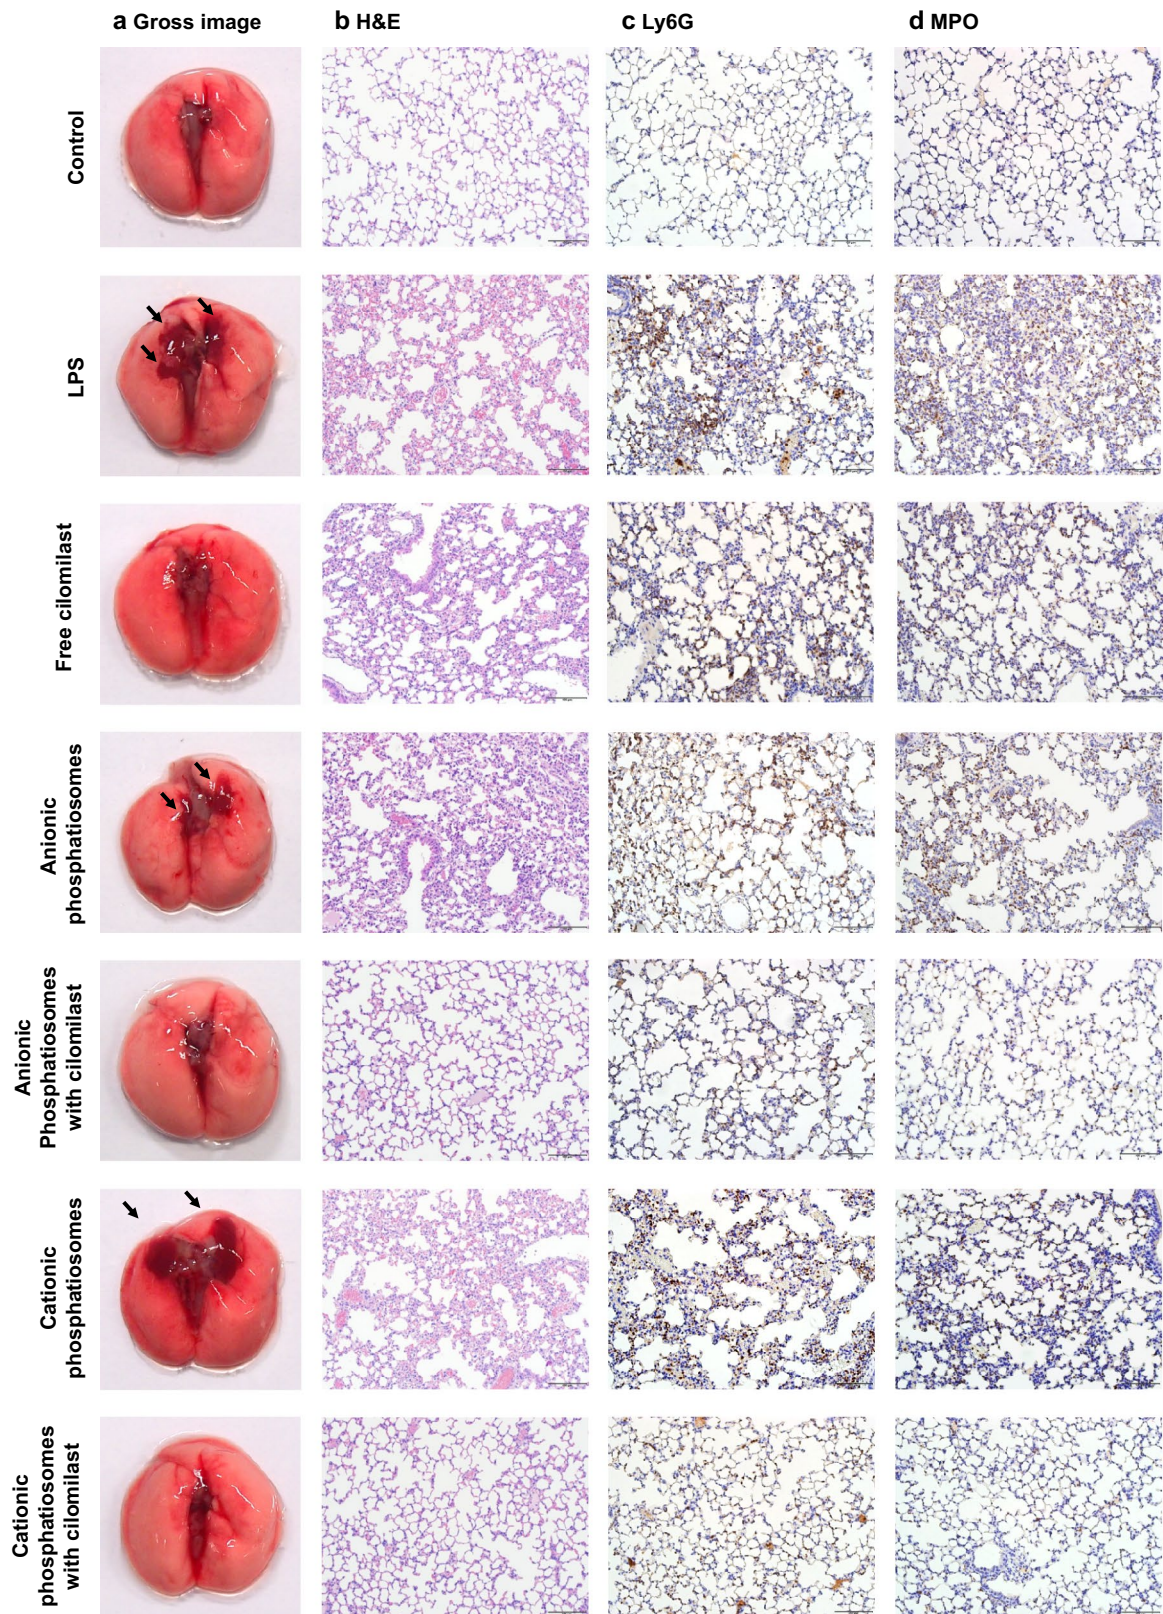 a Gross image
b H&E
c Ly6G
d MPO
Control
LPS
Free cilomilast
Anionic
phosphatiosomes
Anionic
Phosphatiosomes
with cilomilast
Cationic
phosphatiosomes
Cationic
phosphatiosomes
with cilomilast